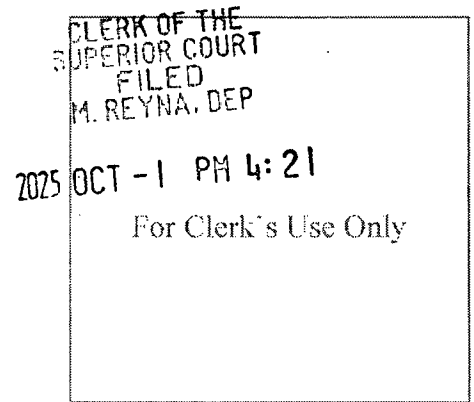 CLERK OF THE
SUPERIOR COURT
FILED
M. REYNA, DEP
2025 OCT -1 PM 4:21
For Clerk's Use Only